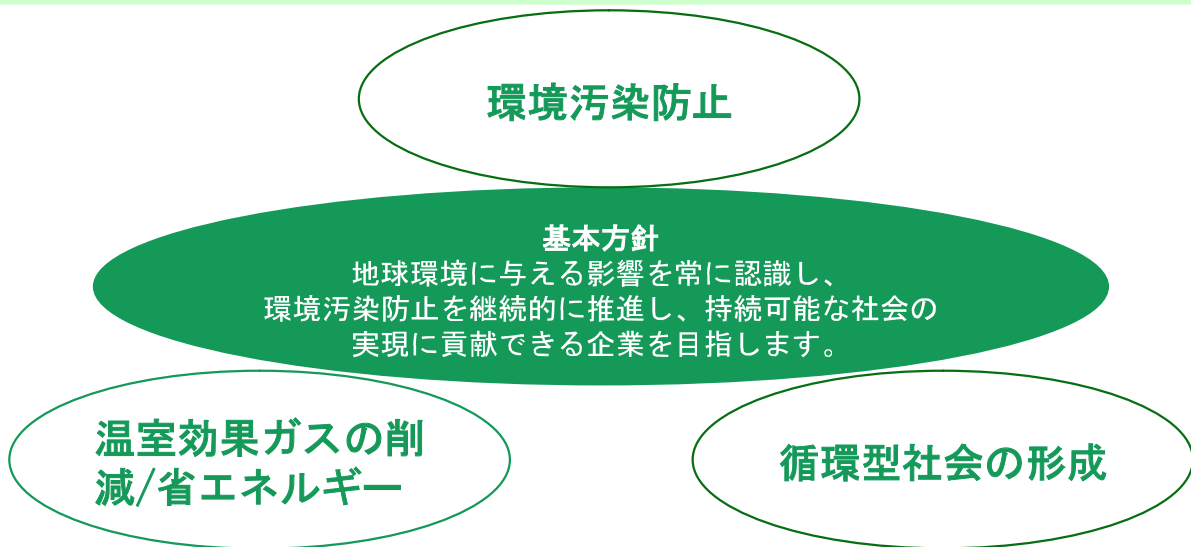 環境汚染防止
基本方針
地球環境に与える影響を常に認識し、
環境汚染防止を継続的に推進し、持続可能な社会の
実現に貢献できる企業を目指します。
温室効果ガスの削
減/省エネルギー
循環型社会の形成